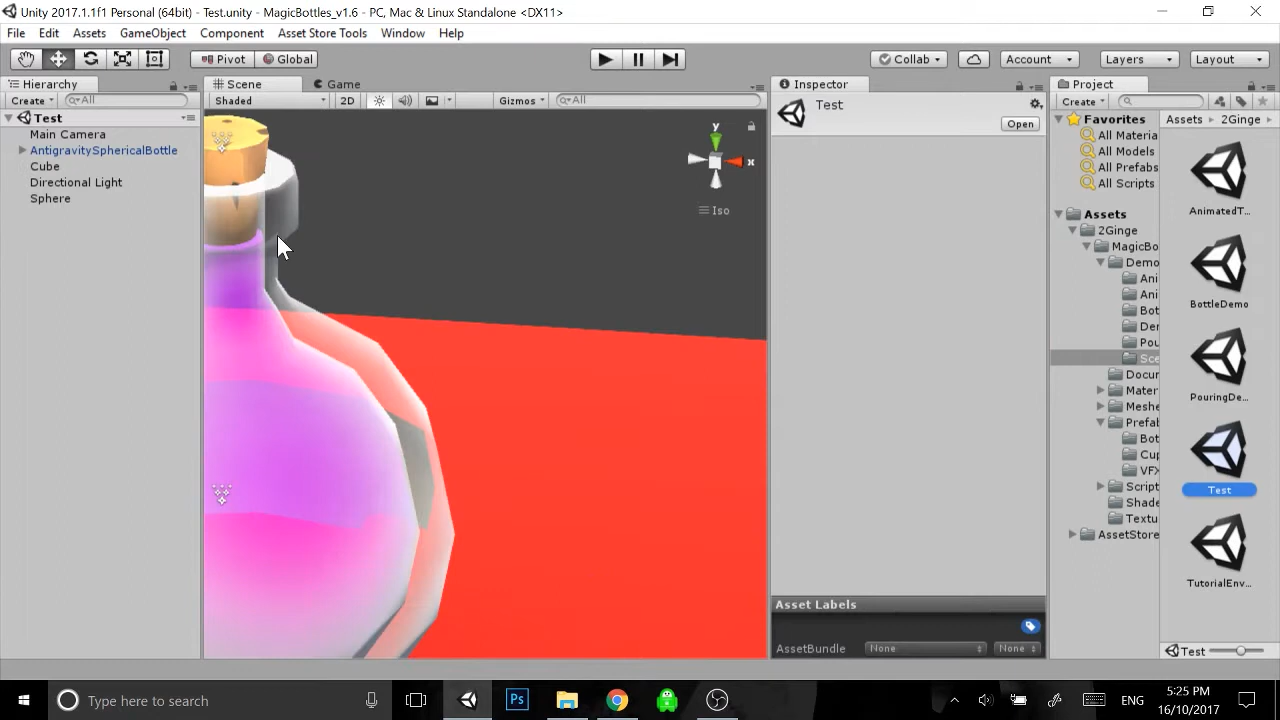 Unity 2017.1.1f1 Personal (64bit) - Test.unity - MagicBottles_v1.6 - PC, Mac & Linux Standalone <DX11>
File Edit Assets GameObject Component Asset Store Tools Window Help
Pivot Global Collab Account Layers Layout
Hierarchy Scene Game Inspector Project
Create All Shaded 2D Gizmos All Create
Test
Main Camera
AntigravitySphericalBottle
Cube
Directional Light
Sphere
y
x
Iso
Test
Open
Asset Labels
AssetBundle None None
Favorites
All Materia
All Models
All Prefabs
All Scripts
Assets
2Ginge
MagicBo
Demo
Ani
Ani
Bot
Der
Pou
Sce
Docur
Mater
Meshe
Prefab
Bot
Cup
VFX
Script
Shade
Textu
AssetStore
Assets 2Ginge
AnimatedT...
BottleDemo
PouringDe...
Test
TutorialEnv...
Test
Type here to search
Ps
ENG
5:25 PM
16/10/2017